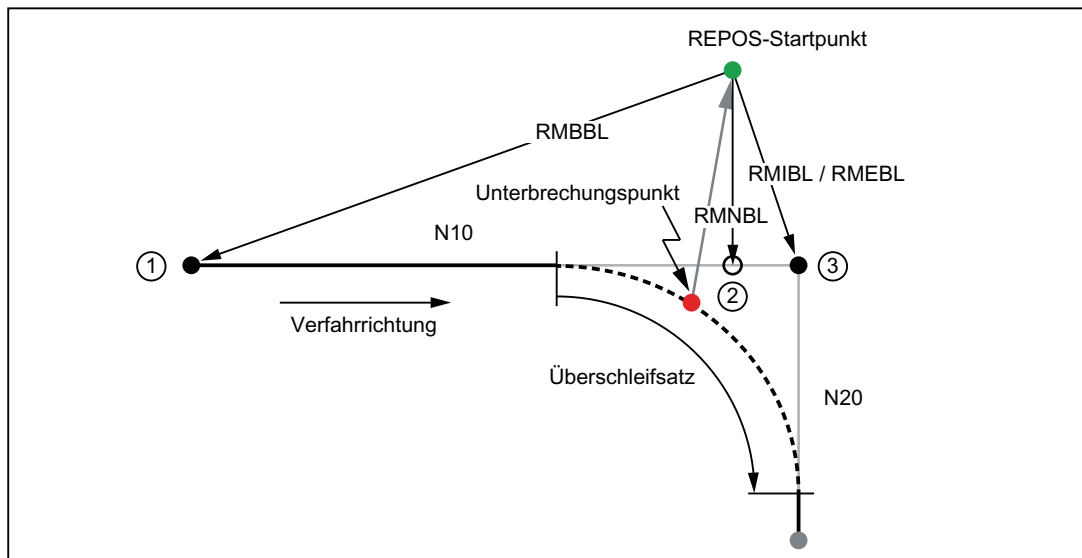 REPOS-Startpunkt
RMBBL
RMIBL / RMEBL
Unterbrechungspunkt
RMNBL
N10
1
3
2
Verfahrrichtung
Überschleifsatz
N20